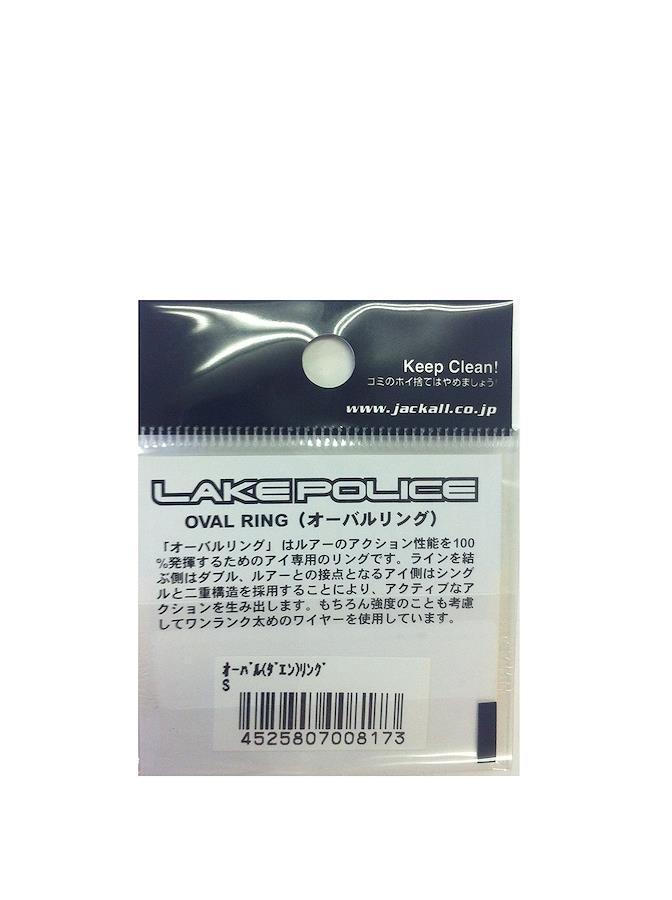 Keep Clean!
コミのポイ捨てはやめましょう!
www.jackall.co.jp
LAKE POLICE
OVAL RING（オーバルリング）
「オーバルリング」はルアーのアクション性能を100
%発揮するためのアイ専用のリングです。ラインを結
ぶ側はダブル、ルアーとの接点となるアイ側はシング
ルと二重構造を採用することにより、アクティブなア
クションを生み出します。もちろん強度のことも考慮
してワンランク太めのワイヤーを使用しています。
ｵｰﾊﾞﾙ(ﾀﾞｴﾝ)ﾘﾝｸﾞ
S
4525807008173